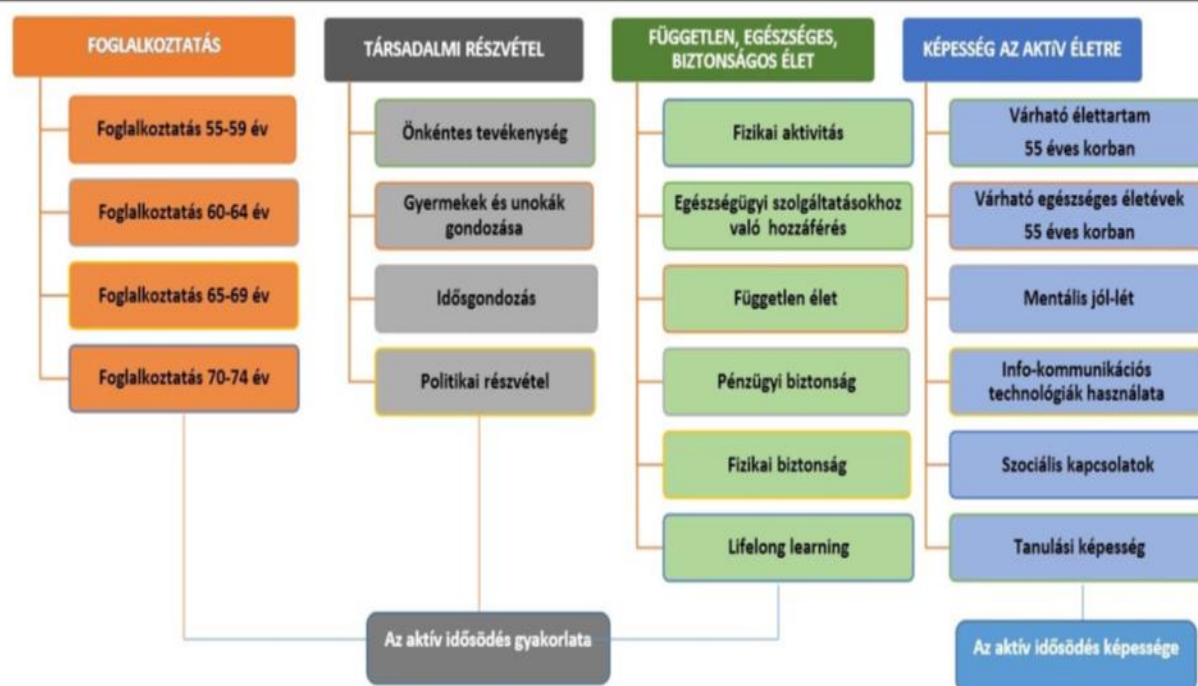 FOGLALKOZTATÁS
Foglalkoztatás 55-59 év
Foglalkoztatás 60-64 év
Foglalkoztatás 65-69 év
Foglalkoztatás 70-74 év
TÁRSADALMI RÉSZVÉTEL
Önkéntes tevékenység
Gyermekek és unokák
gondozása
Idősgondozás
Politikai részvétel
FÜGGETLEN, EGÉSZSÉGES,
BIZTONSÁGOS ÉLET
Fizikai aktivitás
Egészségügyi szolgáltatásokhoz
való hozzáférés
Független élet
Pénzügyi biztonság
Fizikai biztonság
Lifelong learning
KÉPESSÉG AZ AKTÍV ÉLETRE
Várható élettartam
55 éves korban
Várható egészséges életévek
55 éves korban
Mentális jól-lét
Info-kommunikációs
technológiák használata
Szociális kapcsolatok
Tanulási képesség
Az aktív idősödés gyakorlata
Az aktív idősödés képessége